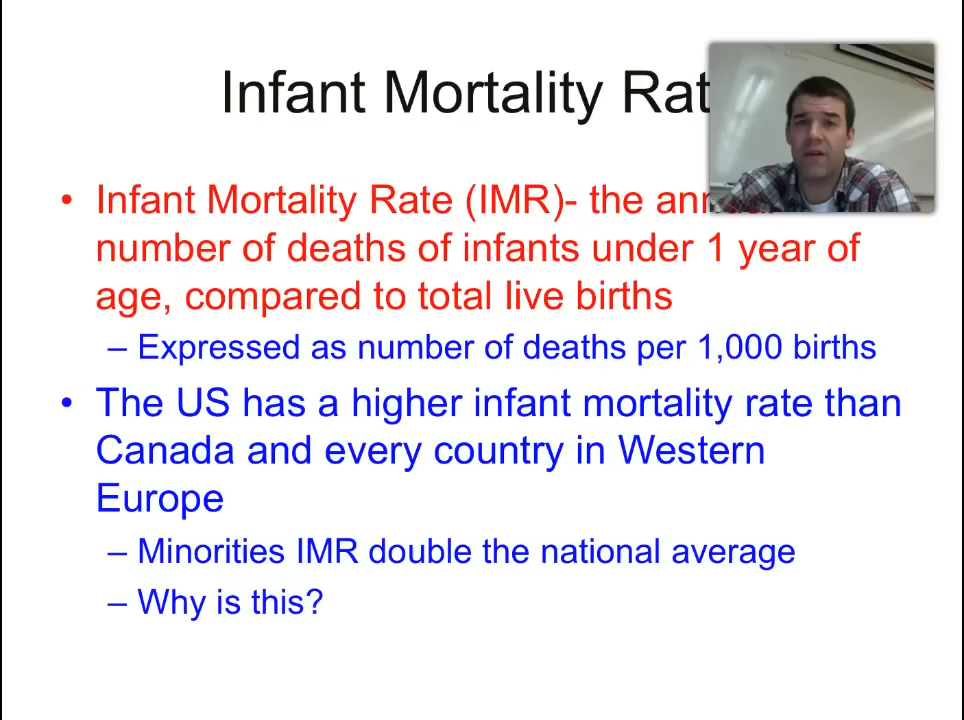 Infant Mortality Rat
• Infant Mortality Rate (IMR)- the annual
number of deaths of infants under 1 year of
age, compared to total live births
– Expressed as number of deaths per 1,000 births
• The US has a higher infant mortality rate than
Canada and every country in Western
Europe
– Minorities IMR double the national average
– Why is this?